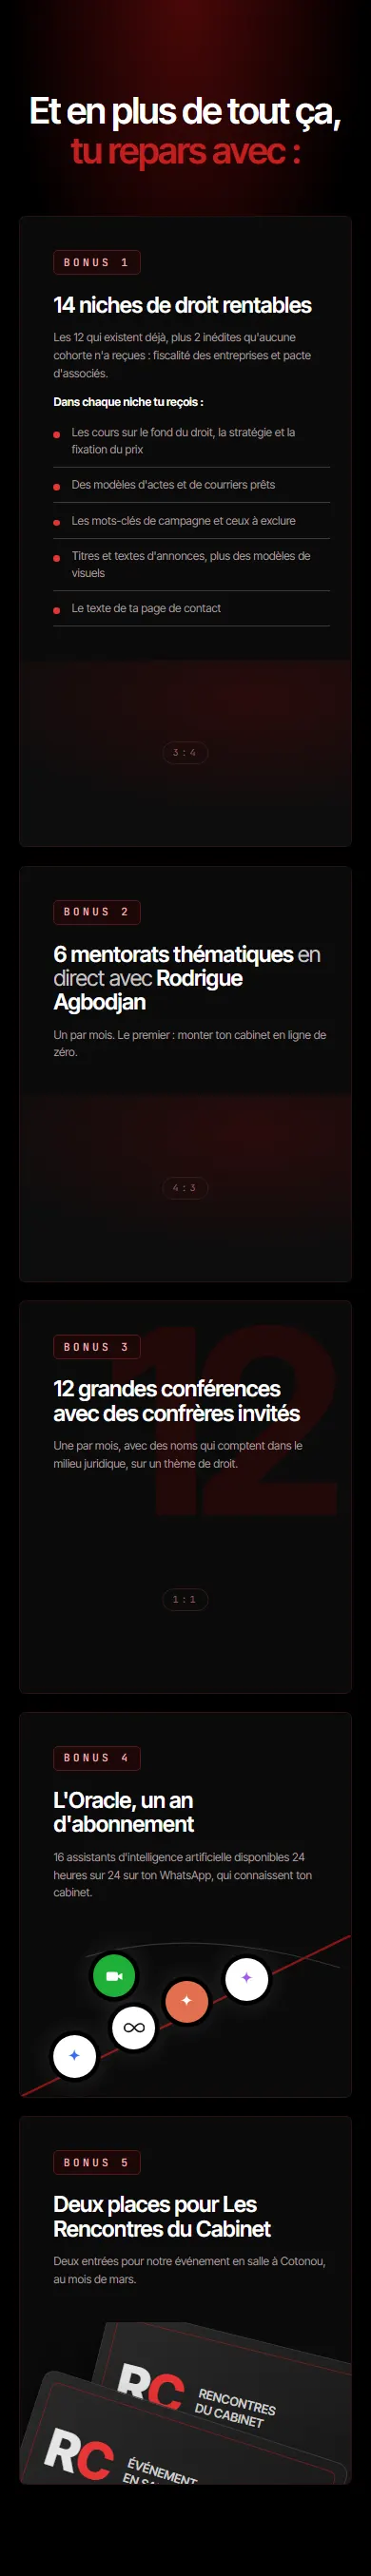 Et en plus de tout ça,
tu repars avec :
BONUS 1
14 niches de droit rentables
Les 12 qui existent déjà, plus 2 inédites qu'aucune
cohorte n'a reçues : fiscalité des entreprises et pacte
d'associés.
Dans chaque niche tu reçois :
Les cours sur le fond du droit, la stratégie et la
fixation du prix
Des modèles d'actes et de courriers prêts
Les mots-clés de campagne et ceux à exclure
Titres et textes d'annonces, plus des modèles de
visuels
Le texte de ta page de contact
3:4
BONUS 2
6 mentorats thématiques en
direct avec Rodrigue
Agbodjan
Un par mois. Le premier : monter ton cabinet en ligne de
zéro.
4:3
BONUS 3
12
12 grandes conférences
avec des confrères invités
Une par mois, avec des noms qui comptent dans le
milieu juridique, sur un thème de droit.
1:1
BONUS 4
L'Oracle, un an
d'abonnement
16 assistants d'intelligence artificielle disponibles 24
heures sur 24 sur ton WhatsApp, qui connaissent ton
cabinet.
BONUS 5
Deux places pour Les
Rencontres du Cabinet
Deux entrées pour notre événement en salle à Cotonou,
au mois de mars.
RC RENCONTRES
DU CABINET
RC ÉVÉNEMENT
EN